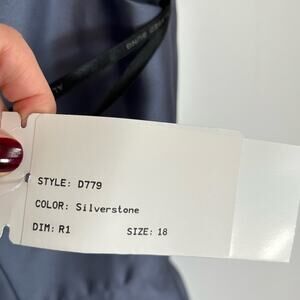 STYLE: D779
COLOR: Silverstone
DIM: R1 SIZE: 18